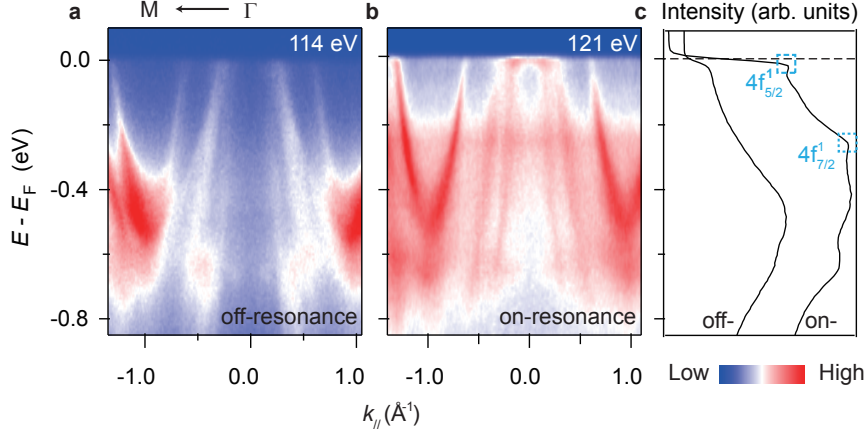 a M ← Γ
b
c Intensity (arb. units)
114 eV
121 eV
0.0
-0.4
-0.8
E - E_F (eV)
off-resonance
on-resonance
4f¹₅/₂
4f¹₇/₂
off-
on-
-1.0 0.0 1.0
-1.0 0.0 1.0
k_// (Å⁻¹)
Low High